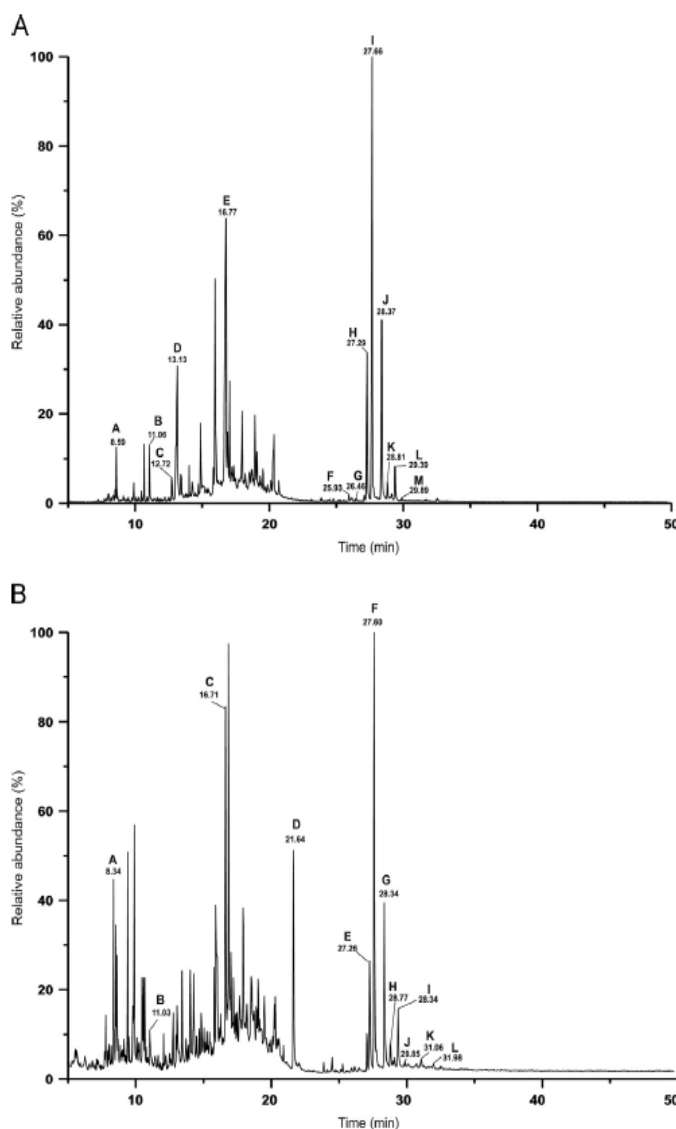 A
I
27.66
100
80
E
16.77
60
J
28.37
40
H
27.29
D
13.13
20
A
8.59
B
11.06
C
12.72
K
28.81
L
29.39
F
25.93
G
26.46
M
29.89
0
10
20
30
40
50
Relative abundance (%)
Time (min)
B
F
27.60
100
C
16.71
80
60
D
21.64
A
8.34
G
28.34
40
E
H
28.77
I
28.34
20
B
11.03
J
K
31.06
L
31.98
0
10
20
30
40
50
Relative abundance (%)
Time (min)